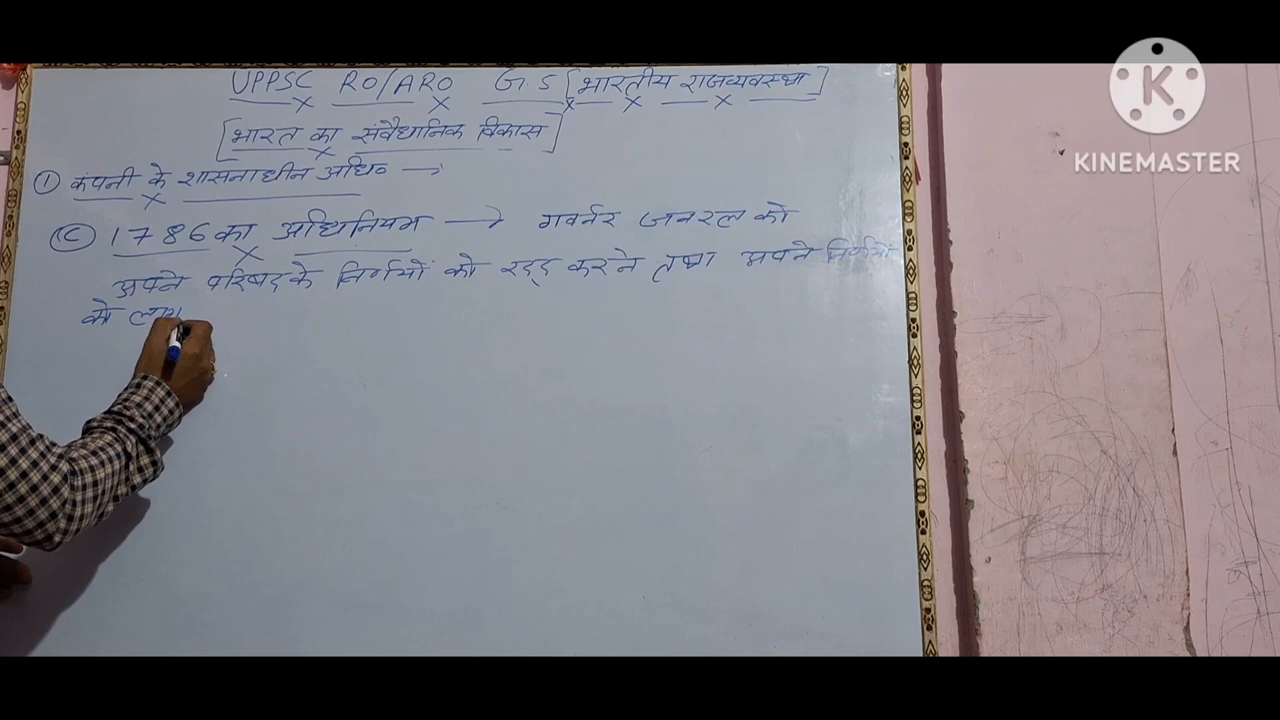 UPPSC RO/ARO GS [भारतीय राजव्यवस्था]
[भारत का संवैधानिक विकास]
① कंपनी के शासनाधीन अधि० →
(C) 1786 का अधिनियम → गवर्नर जनरल को
अपने परिषद के निर्णयों को रद्द करने तथा अपने निर्णयों
को लागू
K
KINEMASTER